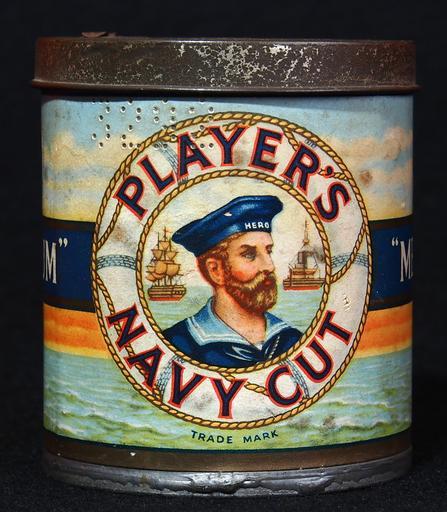 PLAYER'S
HERO
NAVY CUT
TRADE MARK